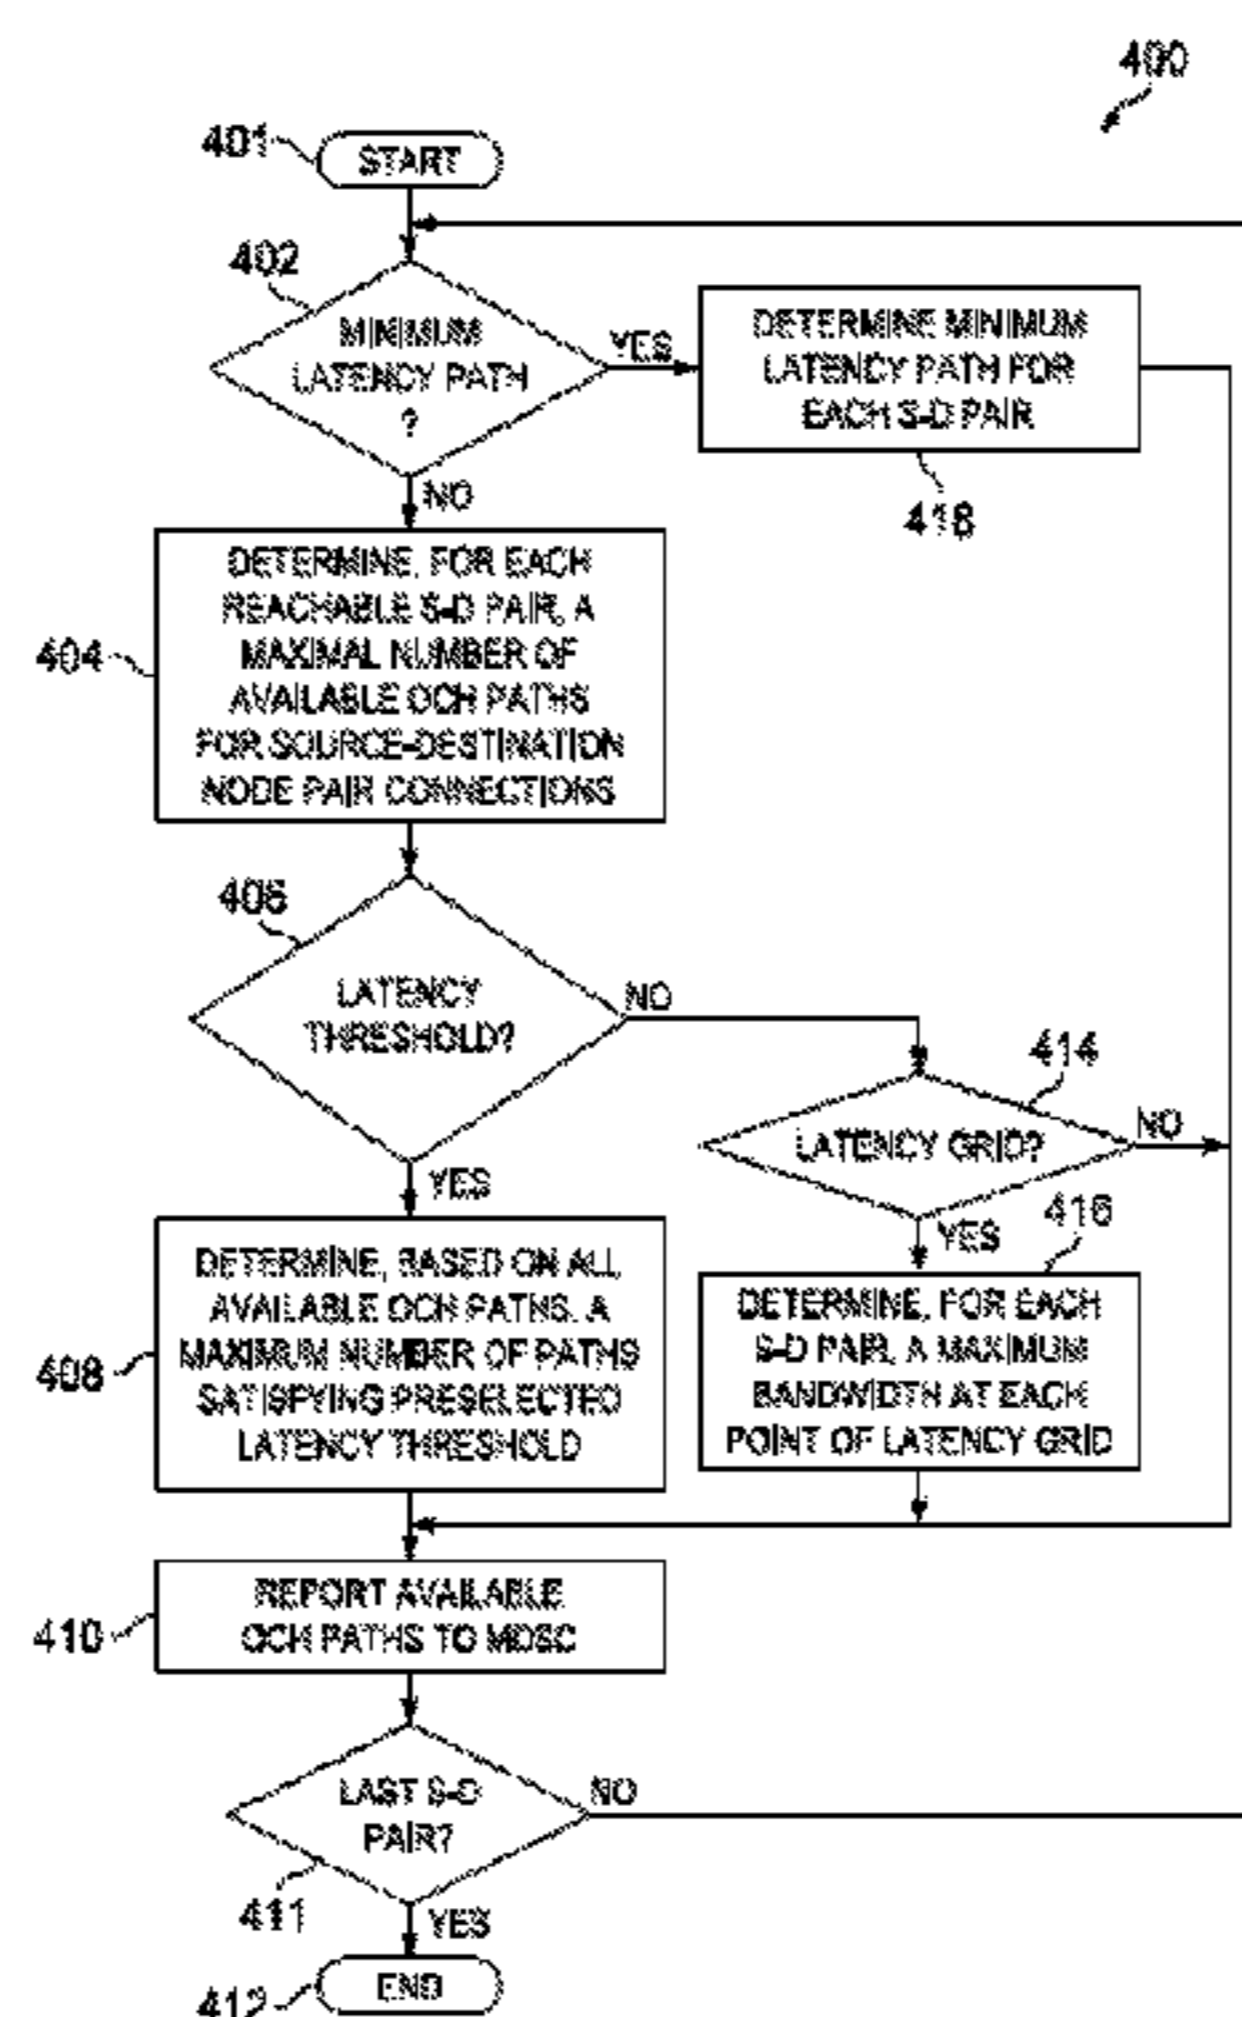 400
401
START
402
MINIMUM
LATENCY PATH
?
YES
DETERMINE MINIMUM
LATENCY PATH FOR
EACH S-D PAIR
418
NO
404
DETERMINE, FOR EACH
REACHABLE S-D PAIR, A
MAXIMAL NUMBER OF
AVAILABLE OCH PATHS
FOR SOURCE-DESTINATION
NODE PAIR CONNECTIONS
406
LATENCY
THRESHOLD?
NO
414
LATENCY GRID?
NO
YES
YES
416
408
DETERMINE, BASED ON ALL
AVAILABLE OCH PATHS, A
MAXIMUM NUMBER OF PATHS
SATISFYING PRESELECTED
LATENCY THRESHOLD
DETERMINE, FOR EACH
S-D PAIR, A MAXIMUM
BANDWIDTH AT EACH
POINT OF LATENCY GRID
410
REPORT AVAILABLE
OCH PATHS TO MDSC
LAST S-D
PAIR?
NO
411
YES
412
END